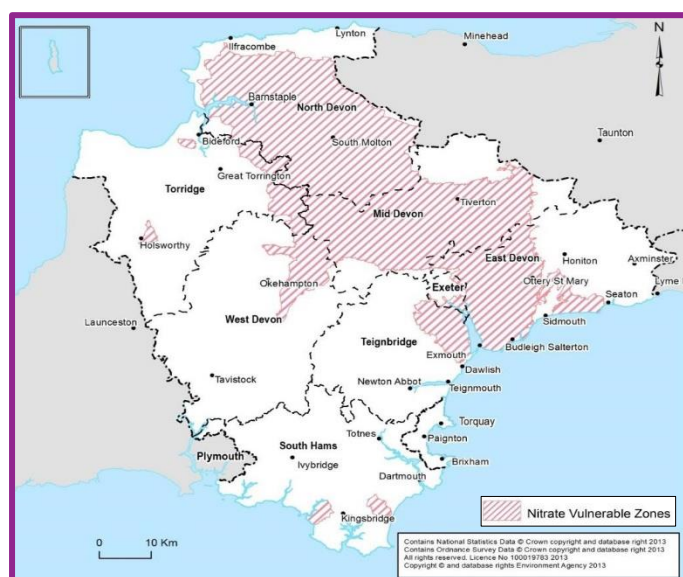 Lynton
Ilfracombe
Minehead
N
Barnstaple
North Devon
Bideford
South Molton
Taunton
Great Torrington
Torridge
Tiverton
Mid Devon
Holsworthy
East Devon
Honiton
Axminster
Okehampton
Exeter
Ottery St Mary
Seaton
Lyme
Launceston
West Devon
Sidmouth
Teignbridge
Budleigh Salterton
Exmouth
Dawlish
Tavistock
Newton Abbot
Teignmouth
Torquay
South Hams
Totnes
Paignton
Plymouth
Ivybridge
Brixham
Dartmouth
Kingsbridge
Nitrate Vulnerable Zones
0 10 Km
Contains National Statistics Data © Crown copyright and database right 2013
Contains Ordnance Survey Data © Crown copyright and database right 2013
All rights reserved. Licence No 100019783 2013
Copyright © and database rights Environment Agency 2013